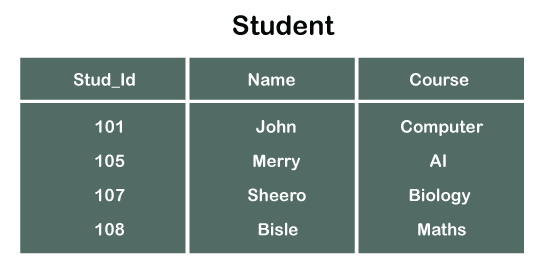 Student
Stud_Id Name Course
101 John Computer
105 Merry AI
107 Sheero Biology
108 Bisle Maths